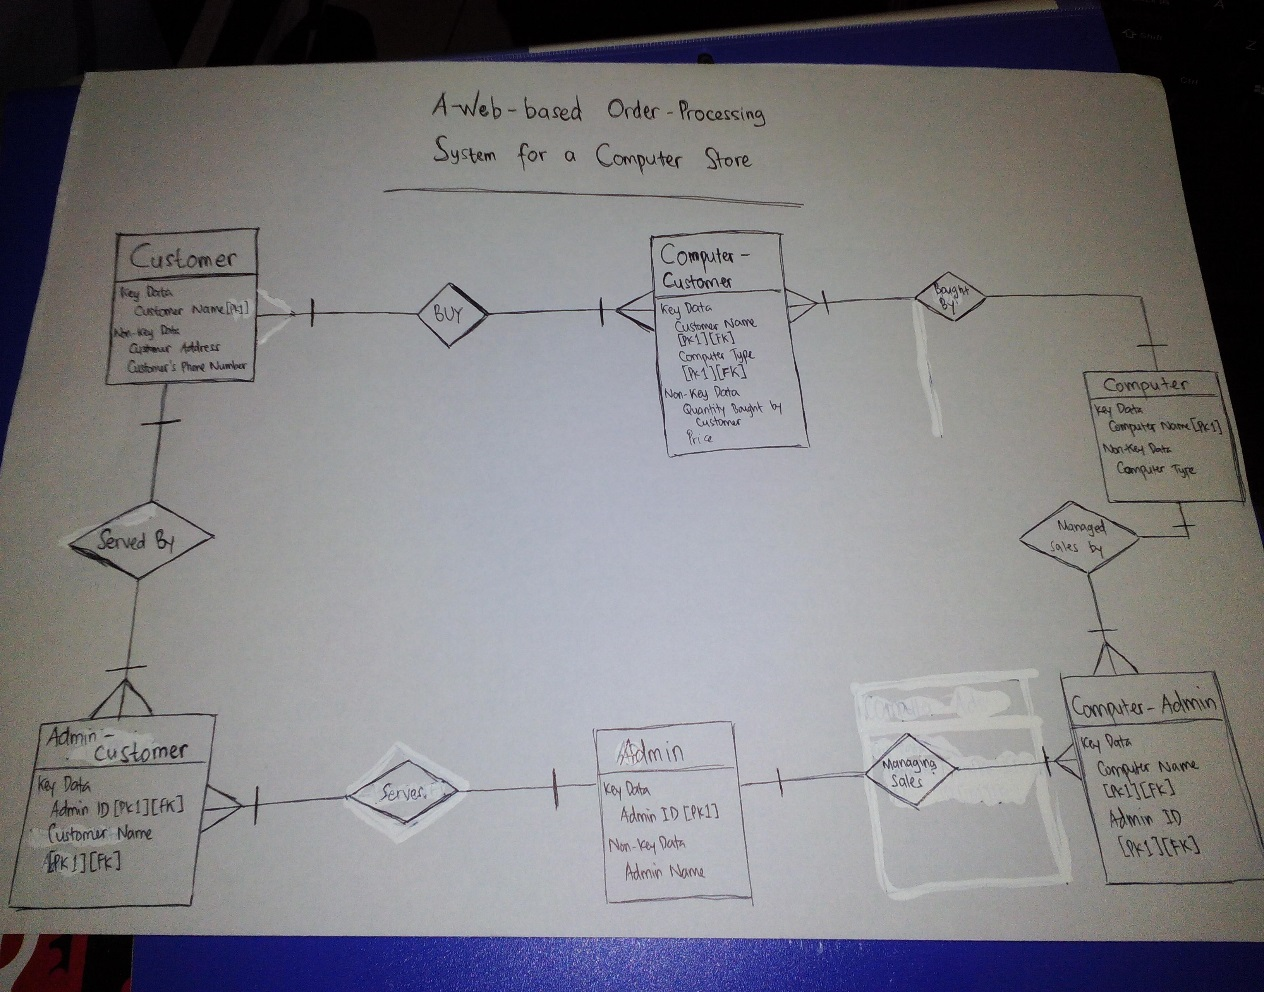 A-Web-based Order-Processing
System for a Computer Store
Customer
Key Data
Customer Name[PK1]
Non-Key Data
Customer Address
Customer's Phone Number
BUY
Computer-
Customer
Key Data
Customer Name
[PK1][FK]
Computer Type
[PK1][FK]
Non-Key Data
Quantity Bought by
Customer
Price
Bought
By
Computer
Key Data
Computer Name[PK1]
Non-Key Data
Computer Type
Served By
Managed
sales by
Admin-
Customer
Key Data
Admin ID [PK1][FK]
Customer Name
[PK1][FK]
Serves
Admin
Key Data
Admin ID [PK1]
Non-Key Data
Admin Name
Managing
Sales
Computer-Admin
Key Data
Computer Name
[PK1][FK]
Admin ID
[PK1][FK]